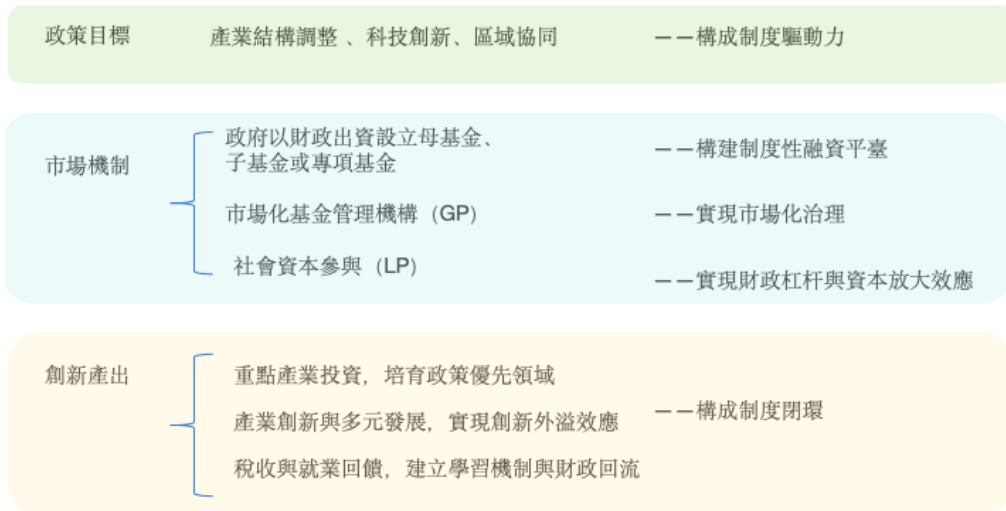 政策目標 產業結構調整 、科技創新、區域協同 ——構成制度驅動力
政府以財政出資設立母基金、
子基金或專項基金
——構建制度性融資平臺
市場機制
市場化基金管理機構（GP） ——實現市場化治理
社會資本參與（LP）
——實現財政杠杆與資本放大效應
創新產出 重點產業投資，培育政策優先領域
——構成制度閉環
產業創新與多元發展，實現創新外溢效應
稅收與就業回饋，建立學習機制與財政回流